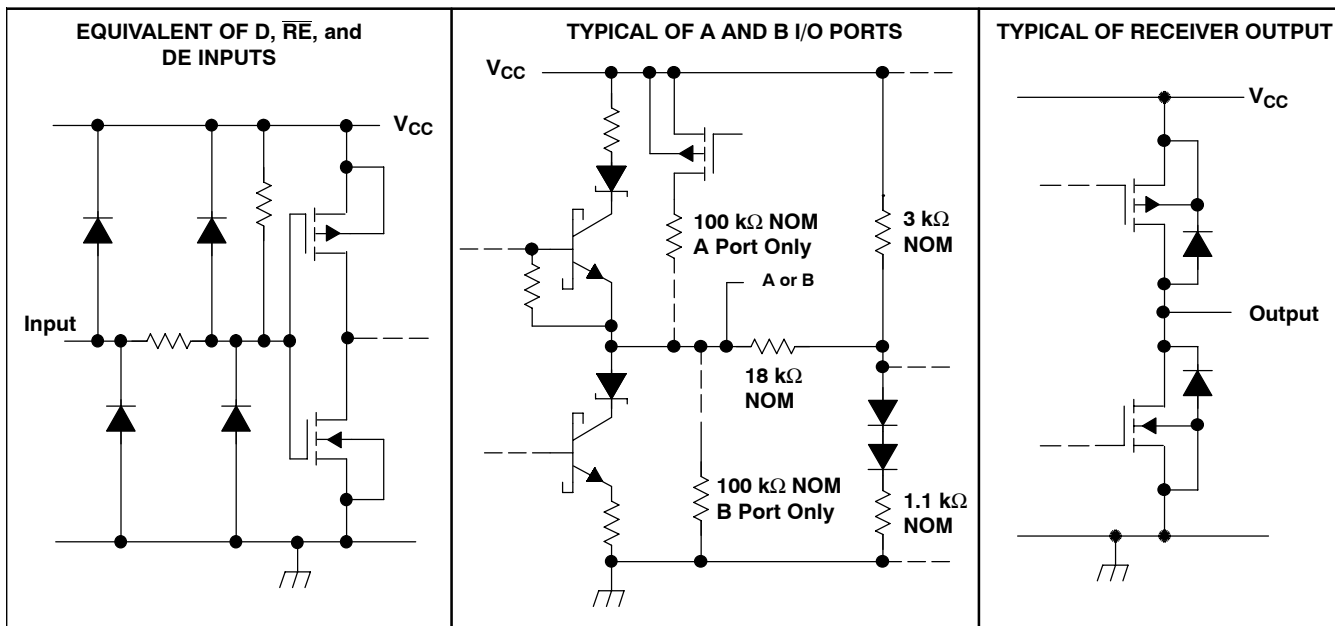 EQUIVALENT OF D, R̅E̅, and
DE INPUTS
VCC
Input
TYPICAL OF A AND B I/O PORTS
VCC
100 kΩ NOM
A Port Only
3 kΩ
NOM
A or B
18 kΩ
NOM
100 kΩ NOM
B Port Only
1.1 kΩ
NOM
TYPICAL OF RECEIVER OUTPUT
VCC
Output